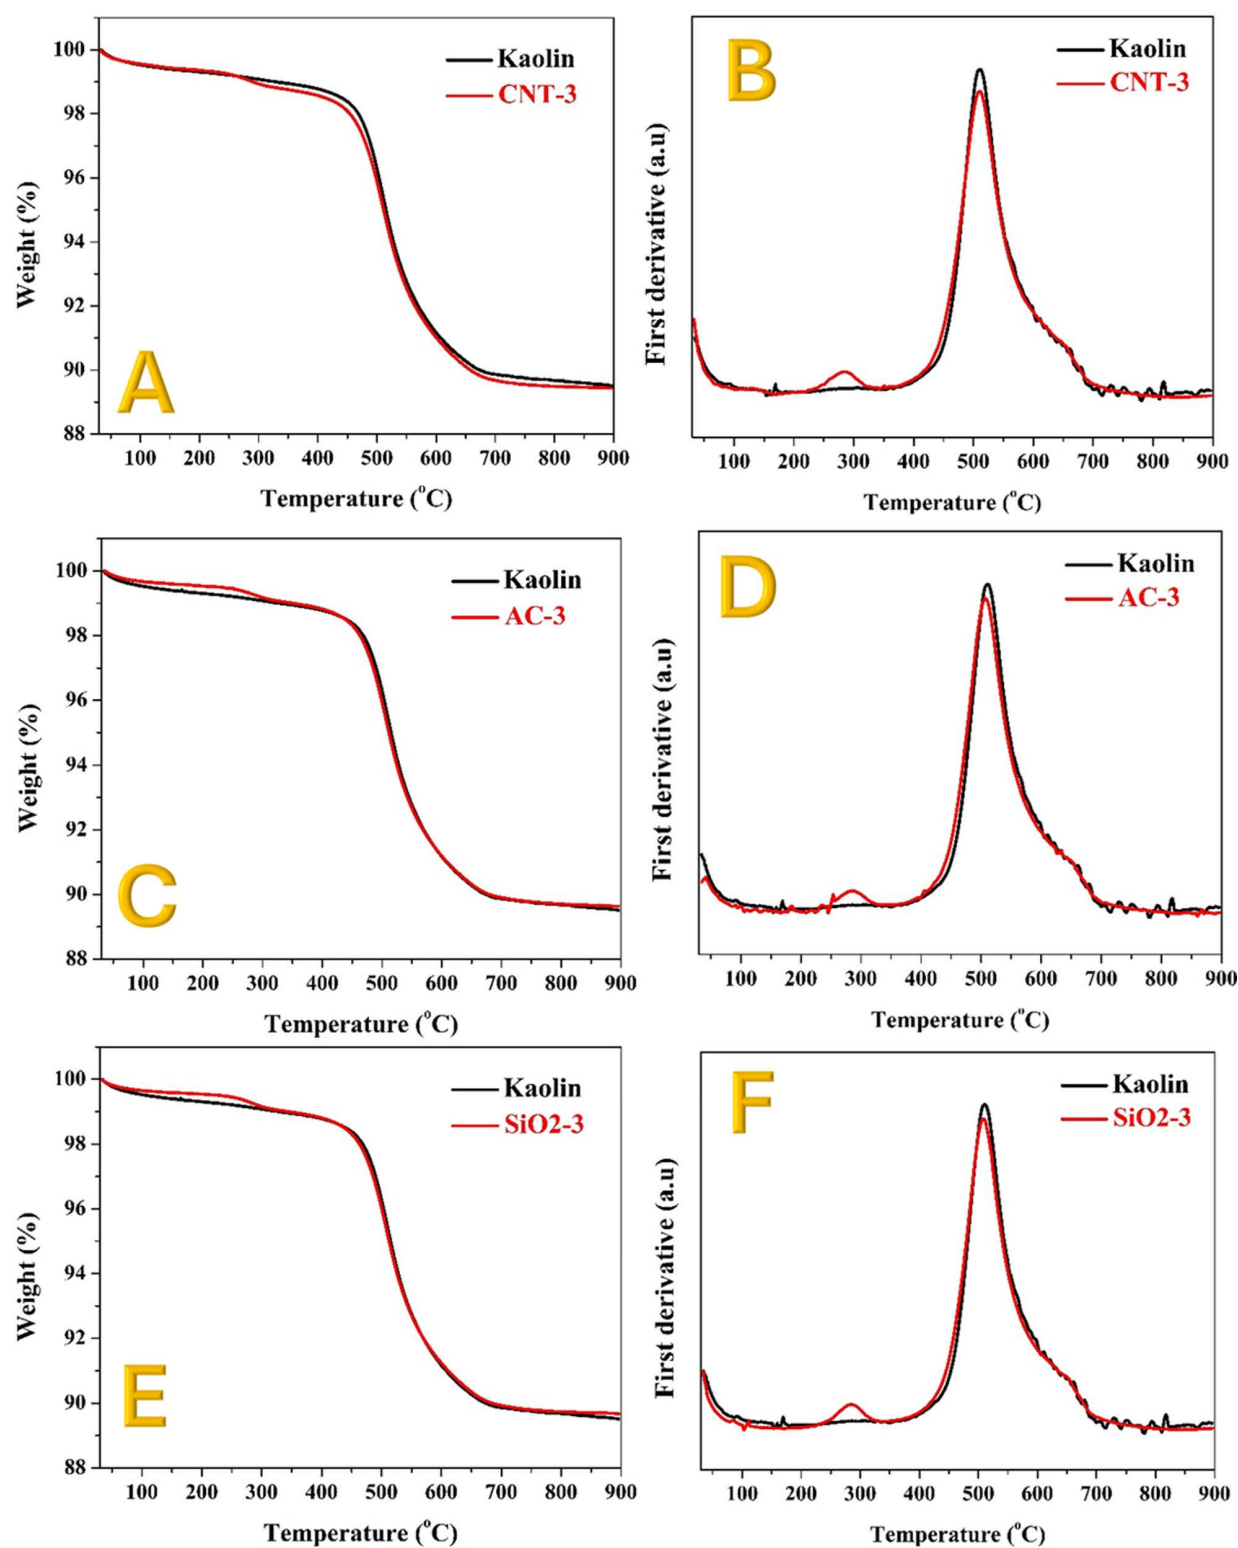 A
Kaolin
CNT-3
Weight (%)
100
98
96
94
92
90
88
100 200 300 400 500 600 700 800 900
Temperature (°C)
B
Kaolin
CNT-3
First derivative (a.u)
100 200 300 400 500 600 700 800 900
Temperature (°C)
C
Kaolin
AC-3
Weight (%)
100
98
96
94
92
90
88
100 200 300 400 500 600 700 800 900
Temperature (°C)
D
Kaolin
AC-3
First derivative (a.u)
100 200 300 400 500 600 700 800 900
Temperature (°C)
E
Kaolin
SiO2-3
Weight (%)
100
98
96
94
92
90
88
100 200 300 400 500 600 700 800 900
Temperature (°C)
F
Kaolin
SiO2-3
First derivative (a.u)
100 200 300 400 500 600 700 800 900
Temperature (°C)